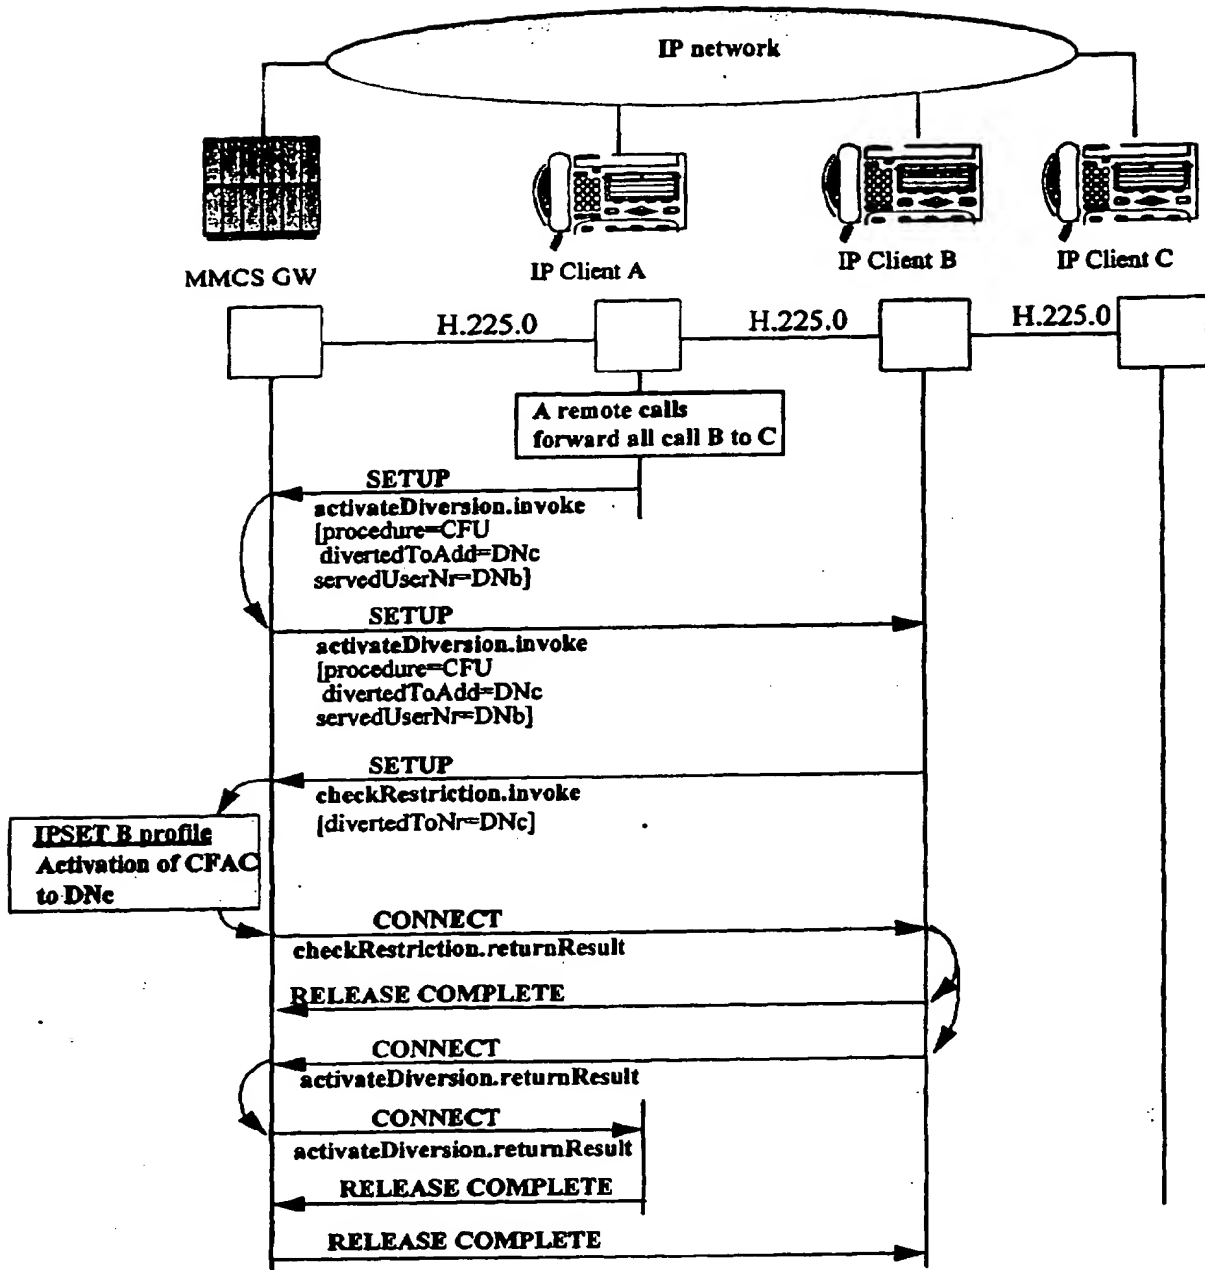 IP network
MMCS GW
IP Client A
IP Client B
IP Client C
H.225.0
H.225.0
H.225.0
A remote calls
forward all call B to C
SETUP
activateDiversion.invoke
[procedure=CFU
divertedToAdd=DNc
servedUserNr=DNb]
SETUP
activateDiversion.invoke
[procedure=CFU
divertedToAdd=DNc
servedUserNr=DNb]
SETUP
checkRestriction.invoke
[divertedToNr=DNc]
IPSET B profile
Activation of CFAC
to DNc
CONNECT
checkRestriction.returnResult
RELEASE COMPLETE
CONNECT
activateDiversion.returnResult
CONNECT
activateDiversion.returnResult
RELEASE COMPLETE
RELEASE COMPLETE